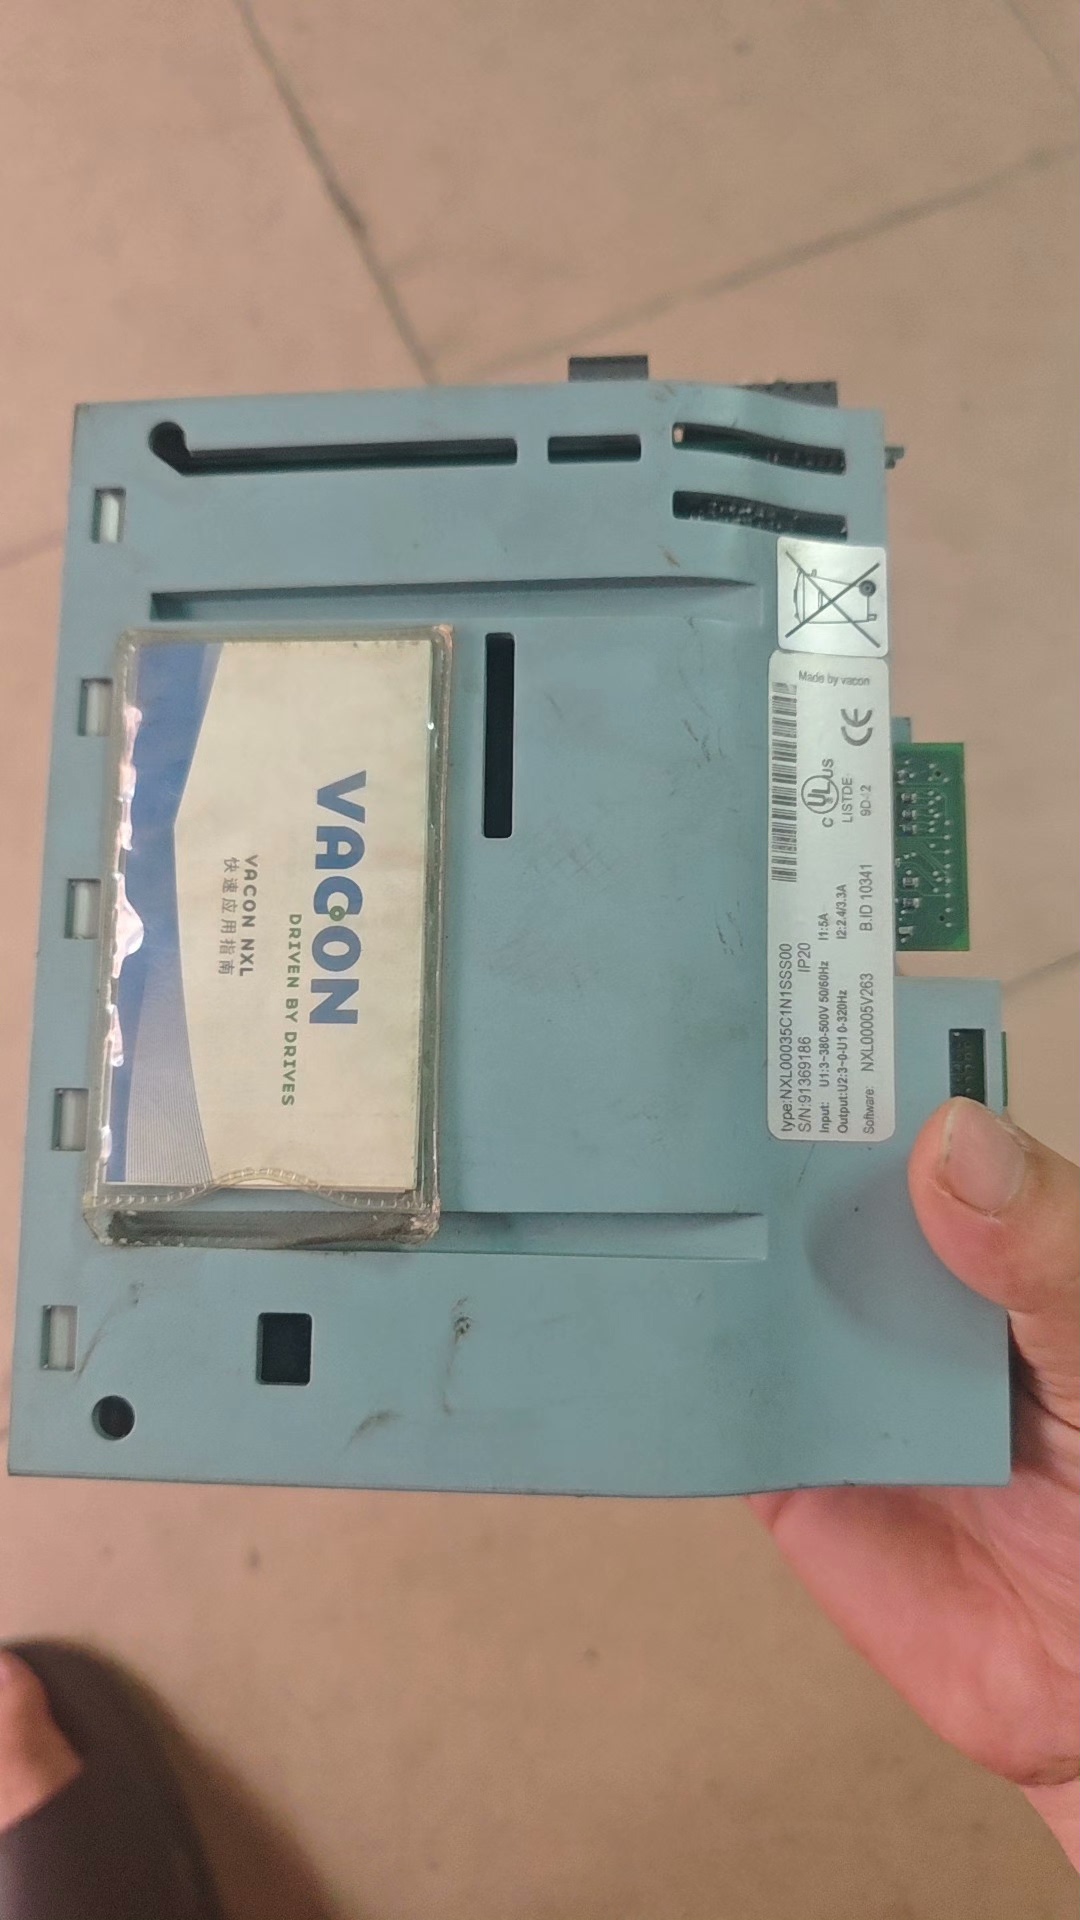 VACON
DRIVEN BY DRIVES
VACON NXL
快速应用指南
Made by vacon
CE
C UL US
LISTDE
type:NXL00035C1N1SSS00
S/N:91369186 IP20
Input: U1:3~380-500V 50/60Hz I1:5A
Output:U2:3~0-U1 0-320Hz I2:2.4/3.3A
Software: NXL00005V263 B.ID 10341